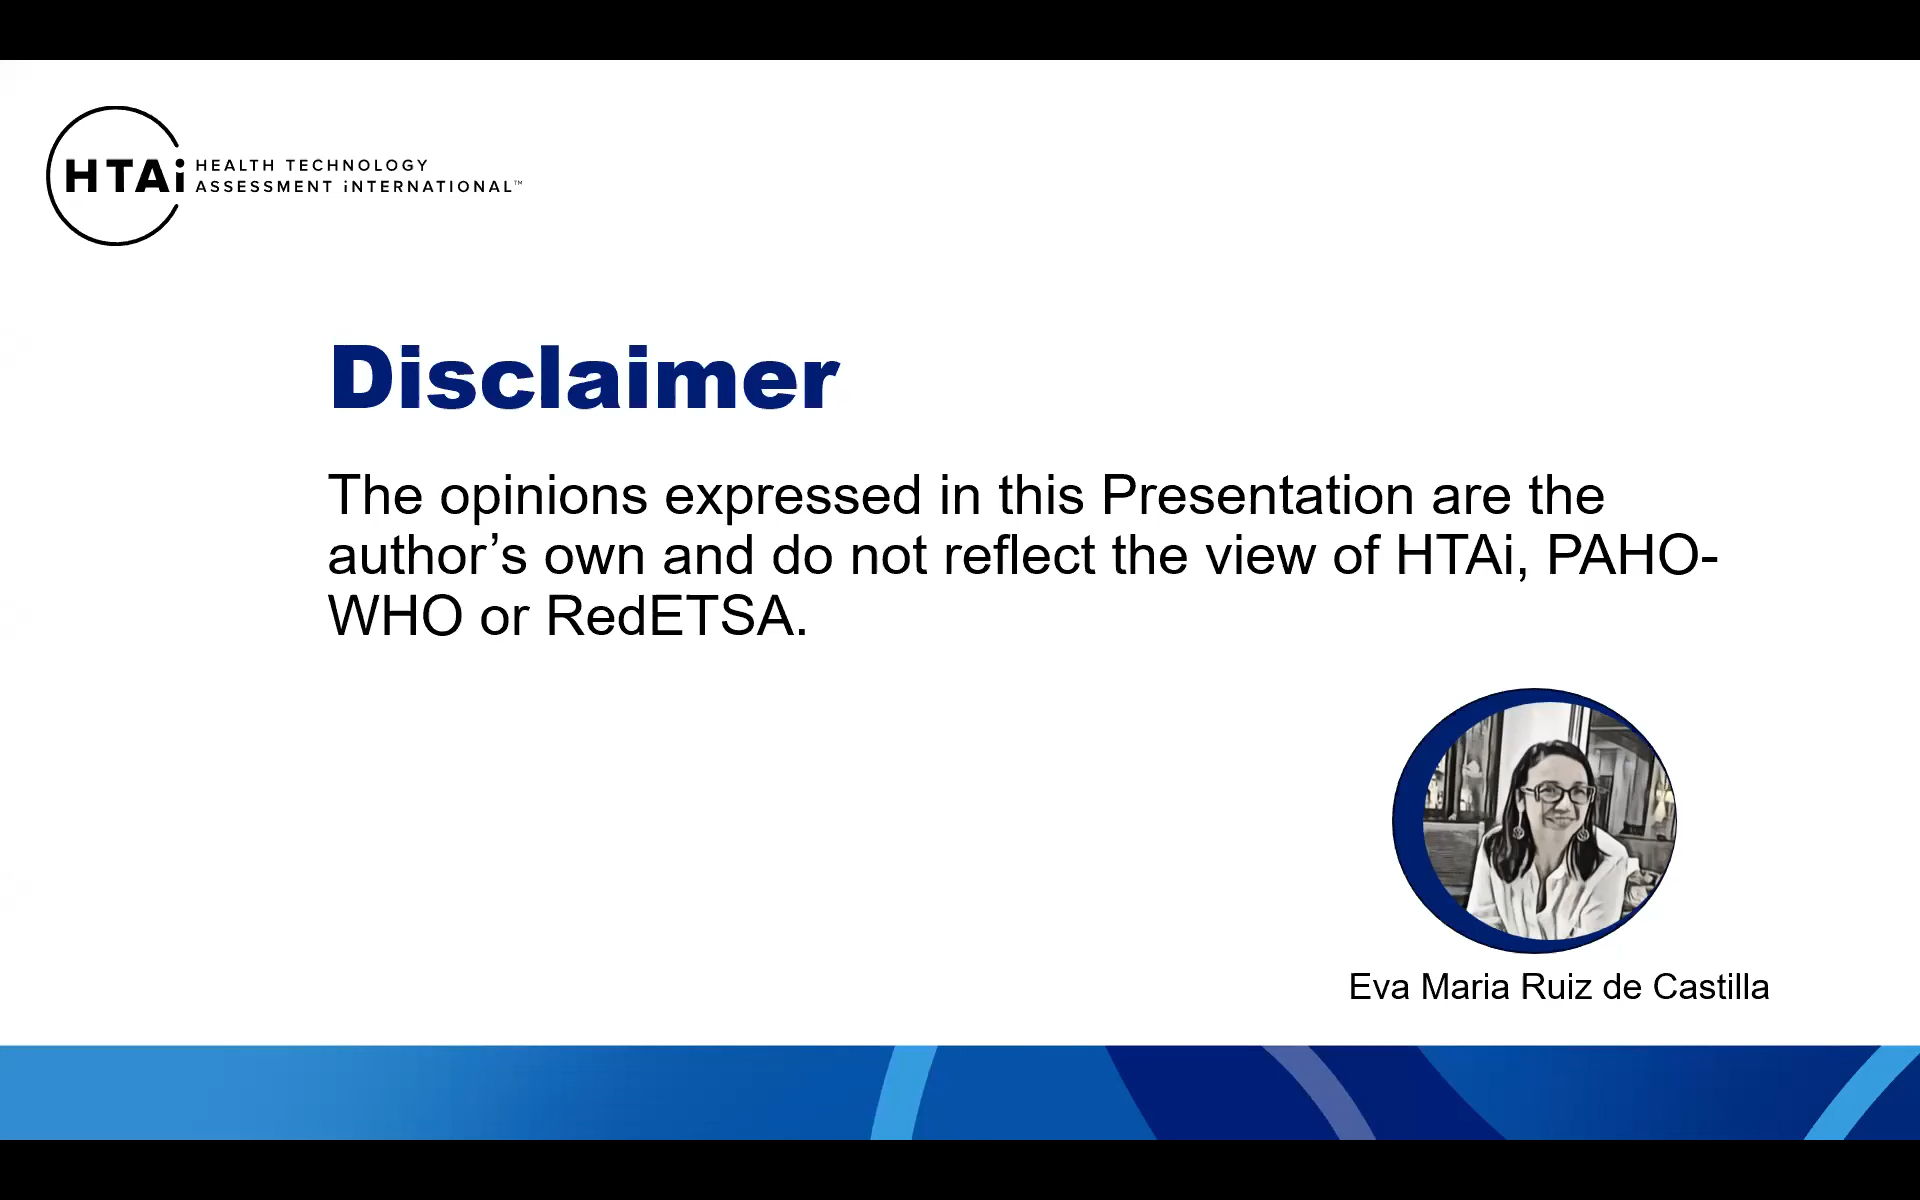 HTAi
HEALTH TECHNOLOGY
ASSESSMENT iNTERNATIONAL™
Disclaimer
The opinions expressed in this Presentation are the
author’s own and do not reflect the view of HTAi, PAHO-
WHO or RedETSA.
Eva Maria Ruiz de Castilla